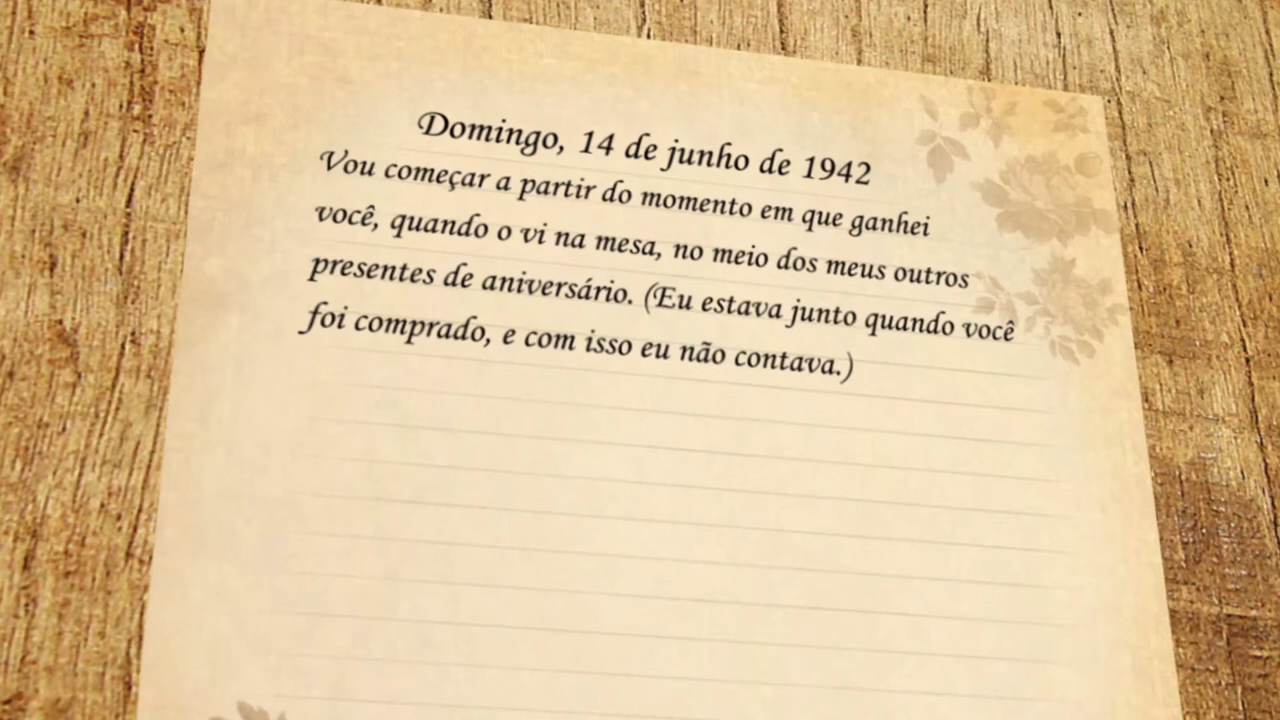 Domingo, 14 de junho de 1942
Vou começar a partir do momento em que ganhei
você, quando o vi na mesa, no meio dos meus outros
presentes de aniversário. (Eu estava junto quando você
foi comprado, e com isso eu não contava.)